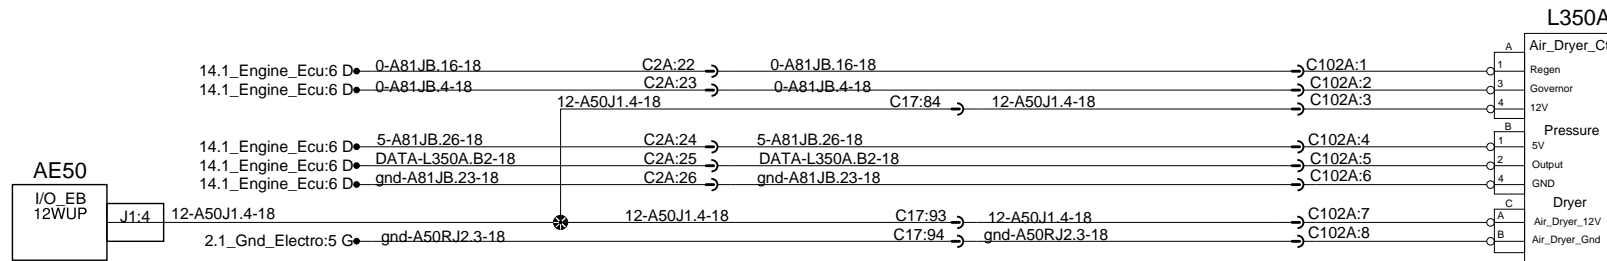 L350A
A Air_Dryer_Ct
14.1_Engine_Ecu:6 D 0-A81JB.16-18 C2A:22 0-A81JB.16-18 C102A:1 1 Regen
14.1_Engine_Ecu:6 D 0-A81JB.4-18 C2A:23 0-A81JB.4-18 C102A:2 3 Governor
12-A50J1.4-18 C17:84 12-A50J1.4-18 C102A:3 4 12V
B Pressure
14.1_Engine_Ecu:6 D 5-A81JB.26-18 C2A:24 5-A81JB.26-18 C102A:4 1 5V
14.1_Engine_Ecu:6 D DATA-L350A.B2-18 C2A:25 DATA-L350A.B2-18 C102A:5 2 Output
14.1_Engine_Ecu:6 D gnd-A81JB.23-18 C2A:26 gnd-A81JB.23-18 C102A:6 4 GND
AE50
I/O_EB
12WUP
C Dryer
J1:4 12-A50J1.4-18 12-A50J1.4-18 C17:93 12-A50J1.4-18 C102A:7 A Air_Dryer_12V
2.1_Gnd_Electro:5 G gnd-A50RJ2.3-18 C17:94 gnd-A50RJ2.3-18 C102A:8 B Air_Dryer_Gnd